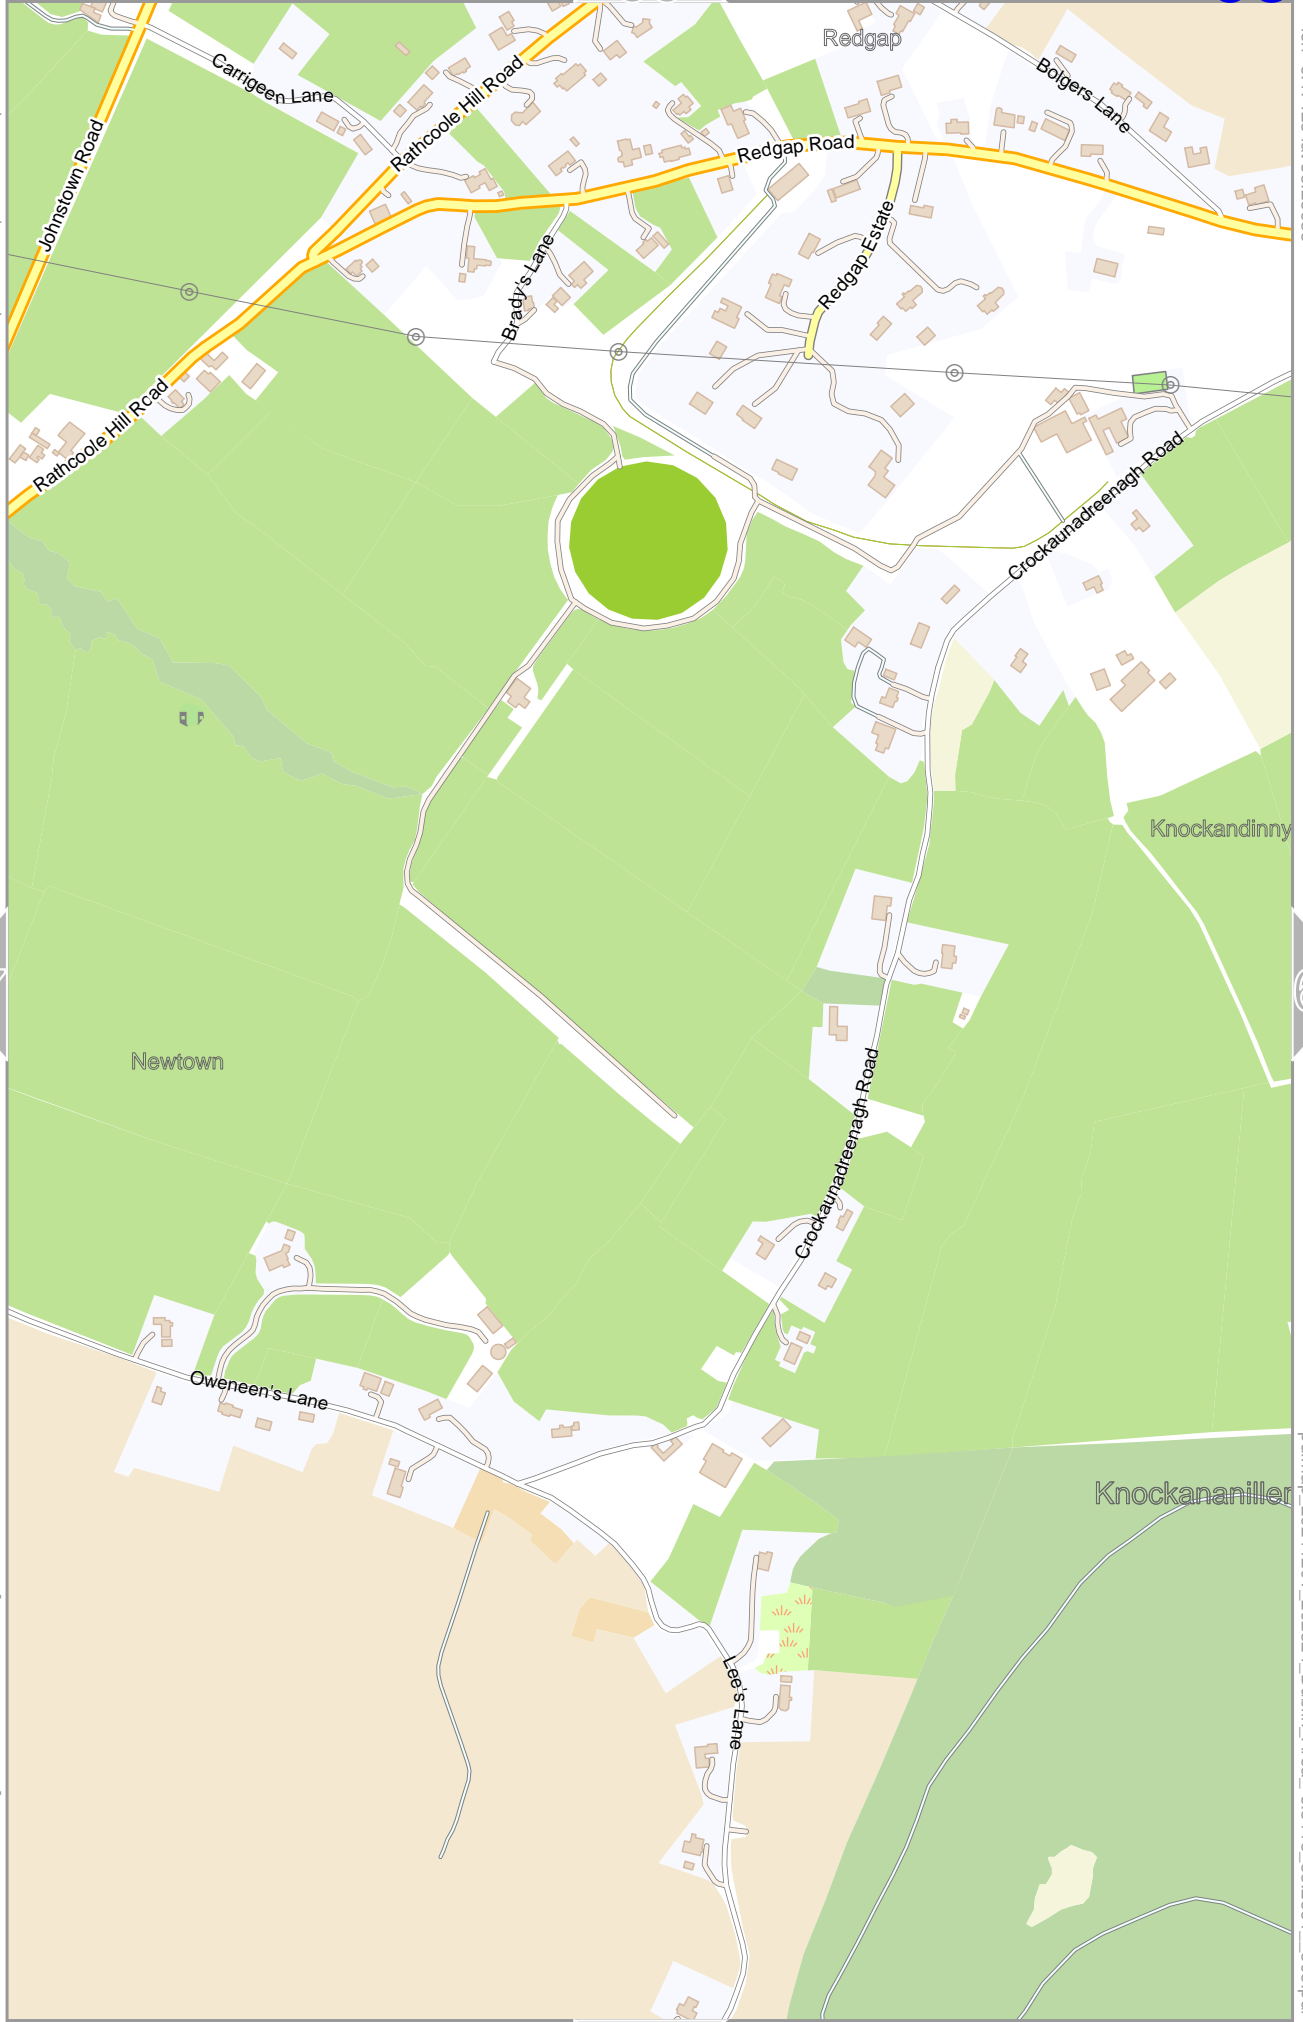 Redgap
Carrigeen Lane
Rathcoole Hill Road
Bolgers Lane
Johnstown Road
Redgap Road
Brady's Lane
Redgap Estate
Rathcoole Hill Road
Crockaunadreenagh Road
Knockandinny
Newtown
Crockaunadreenagh Road
Oweneen's Lane
Knockananiller
Lee's Lane